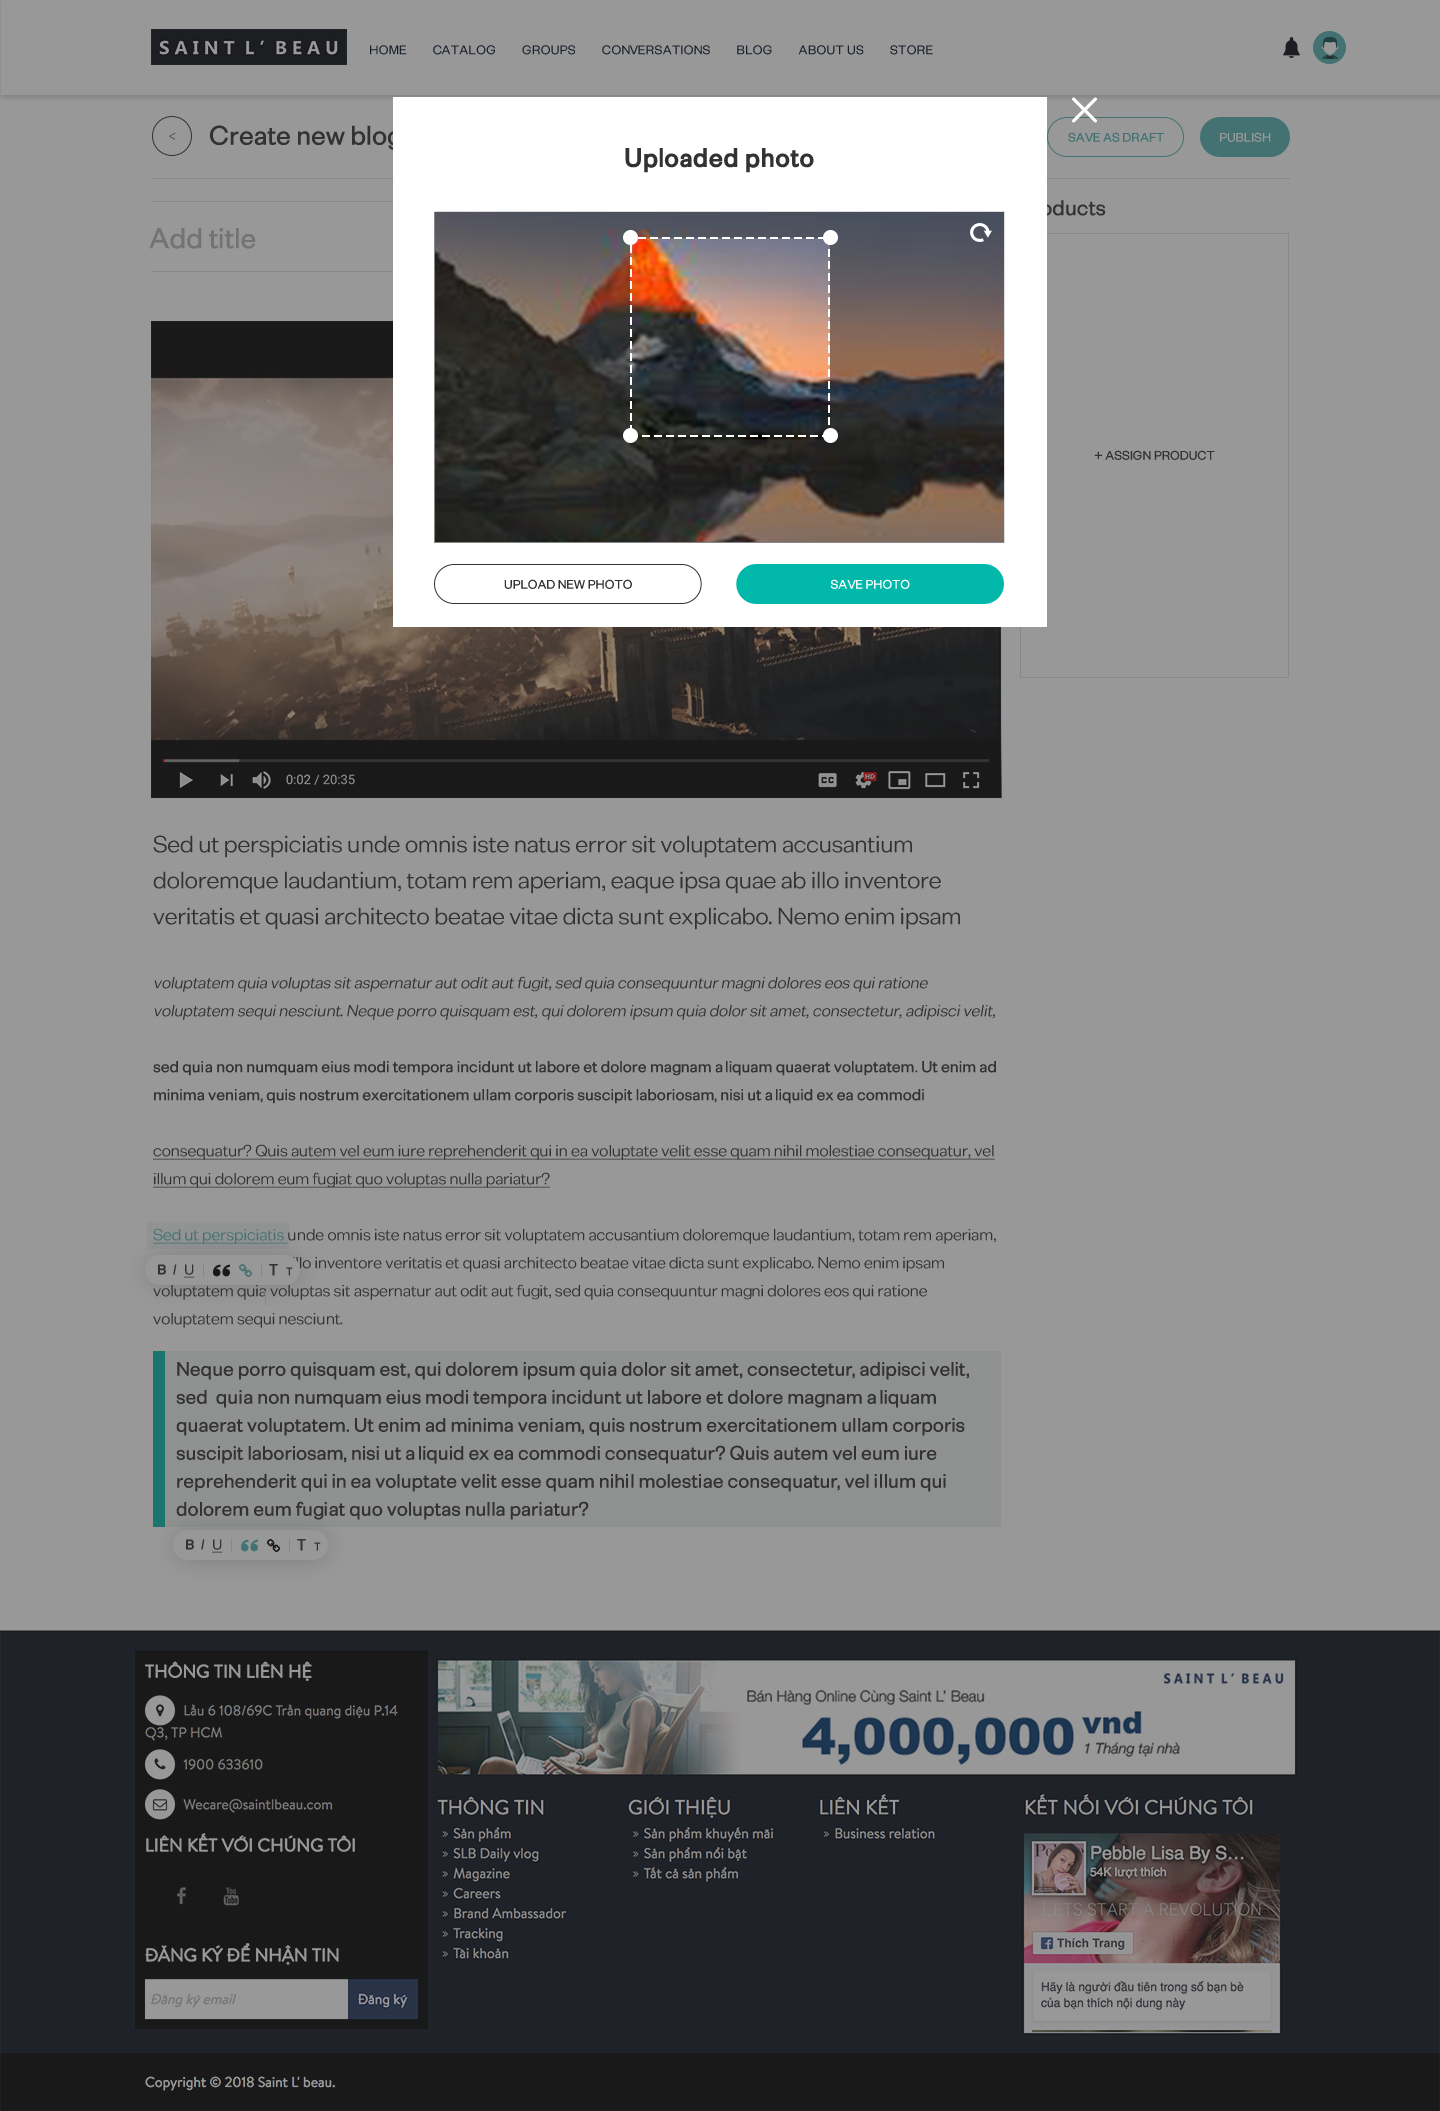 SAINT L' BEAU
HOME CATALOG GROUPS CONVERSATIONS BLOG ABOUT US STORE
<
Create new blog
SAVE AS DRAFT
PUBLISH
Uploaded photo
Add title
oducts
+ ASSIGN PRODUCT
UPLOAD NEW PHOTO
SAVE PHOTO
0:02 / 20:35
CC
HD
Sed ut perspiciatis unde omnis iste natus error sit voluptatem accusantium
doloremque laudantium, totam rem aperiam, eaque ipsa quae ab illo inventore
veritatis et quasi architecto beatae vitae dicta sunt explicabo. Nemo enim ipsam
voluptatem quia voluptas sit aspernatur aut odit aut fugit, sed quia consequuntur magni dolores eos qui ratione
voluptatem sequi nesciunt. Neque porro quisquam est, qui dolorem ipsum quia dolor sit amet, consectetur, adipisci velit,
sed quia non numquam eius modi tempora incidunt ut labore et dolore magnam aliquam quaerat voluptatem. Ut enim ad
minima veniam, quis nostrum exercitationem ullam corporis suscipit laboriosam, nisi ut aliquid ex ea commodi
consequatur? Quis autem vel eum iure reprehenderit qui in ea voluptate velit esse quam nihil molestiae consequatur, vel
illum qui dolorem eum fugiat quo voluptas nulla pariatur?
Sed ut perspiciatis unde omnis iste natus error sit voluptatem accusantium doloremque laudantium, totam rem aperiam,
B I U T T
llo inventore veritatis et quasi architecto beatae vitae dicta sunt explicabo. Nemo enim ipsam
voluptatem quia voluptas sit aspernatur aut odit aut fugit, sed quia consequuntur magni dolores eos qui ratione
voluptatem sequi nesciunt.
Neque porro quisquam est, qui dolorem ipsum quia dolor sit amet, consectetur, adipisci velit,
sed quia non numquam eius modi tempora incidunt ut labore et dolore magnam aliquam
quaerat voluptatem. Ut enim ad minima veniam, quis nostrum exercitationem ullam corporis
suscipit laboriosam, nisi ut aliquid ex ea commodi consequatur? Quis autem vel eum iure
reprehenderit qui in ea voluptate velit esse quam nihil molestiae consequatur, vel illum qui
dolorem eum fugiat quo voluptas nulla pariatur?
B I U T T
THÔNG TIN LIÊN HỆ
Lầu 6 108/69C Trần quang diệu P.14
Q3, TP HCM
1900 633610
Wecare@saintlbeau.com
LIÊN KẾT VỚI CHÚNG TÔI
You
Tube
ĐĂNG KÝ ĐỂ NHẬN TIN
Đăng ký email
Đăng ký
SAINT L' BEAU
Bán Hàng Online Cùng Saint L' Beau
4,000,000 vnd
1 Tháng tại nhà
THÔNG TIN
» Sản phẩm
» SLB Daily vlog
» Magazine
» Careers
» Brand Ambassador
» Tracking
» Tài khoản
GIỚI THIỆU
» Sản phẩm khuyến mãi
» Sản phẩm nổi bật
» Tất cả sản phẩm
LIÊN KẾT
» Business relation
KẾT NỐI VỚI CHÚNG TÔI
Pebble Lisa By S...
54K lượt thích
LETS START A REVOLUTION
Thích Trang
Hãy là người đầu tiên trong số bạn bè
của bạn thích nội dung này
Copyright © 2018 Saint L' beau.